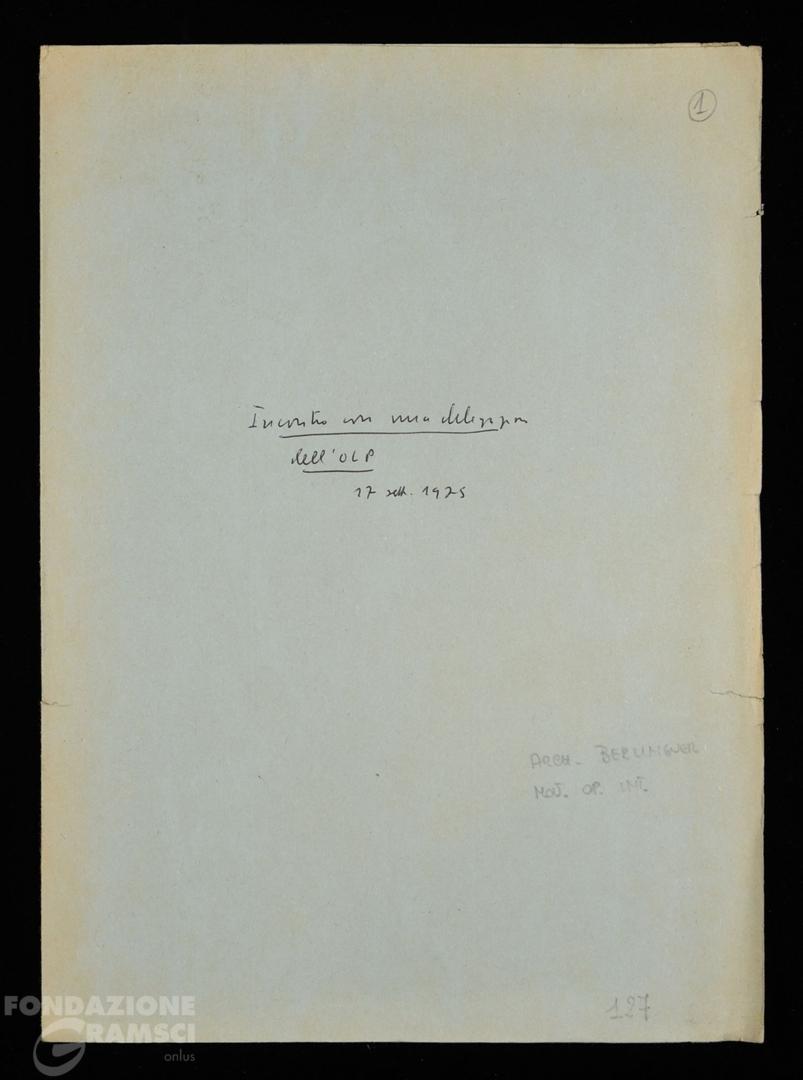 1
Incontro con una delegazione
dell'OLP
17 sett. 1975
ARCH. BERLINGUER
MOV. OP. INT.
127
FONDAZIONE
GRAMSCI
onlus